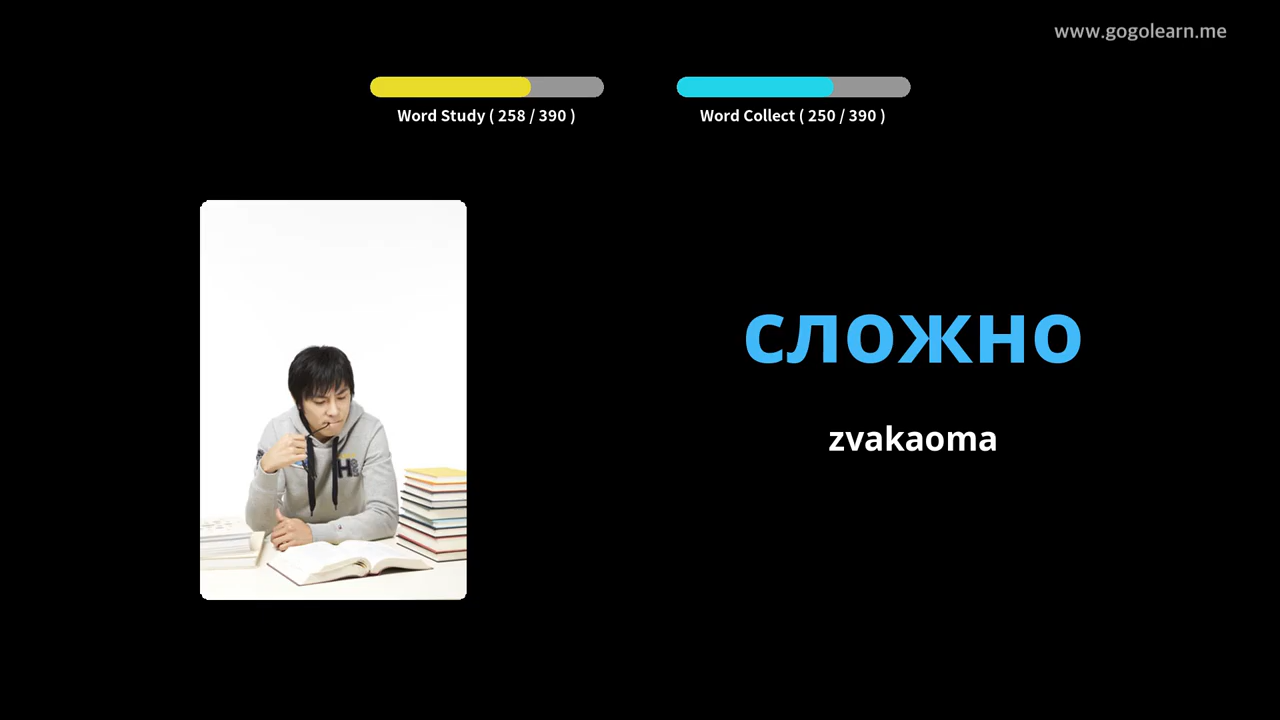 www.gogolearn.me
Word Study ( 258 / 390 )
Word Collect ( 250 / 390 )
сложно
zvakaoma
H